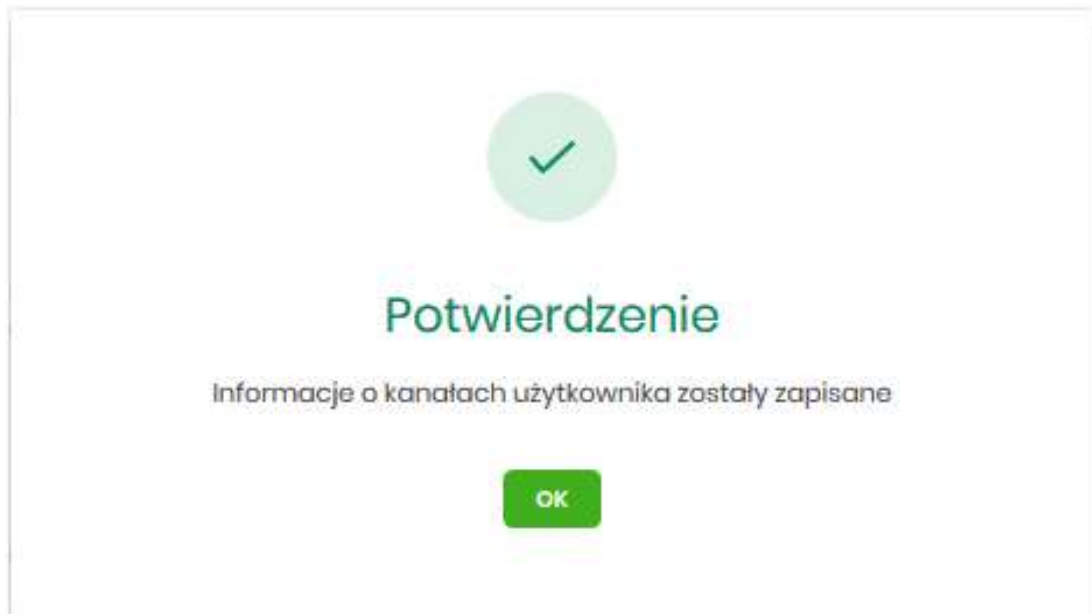 Potwierdzenie
Informacje o kanałach użytkownika zostały zapisane
OK